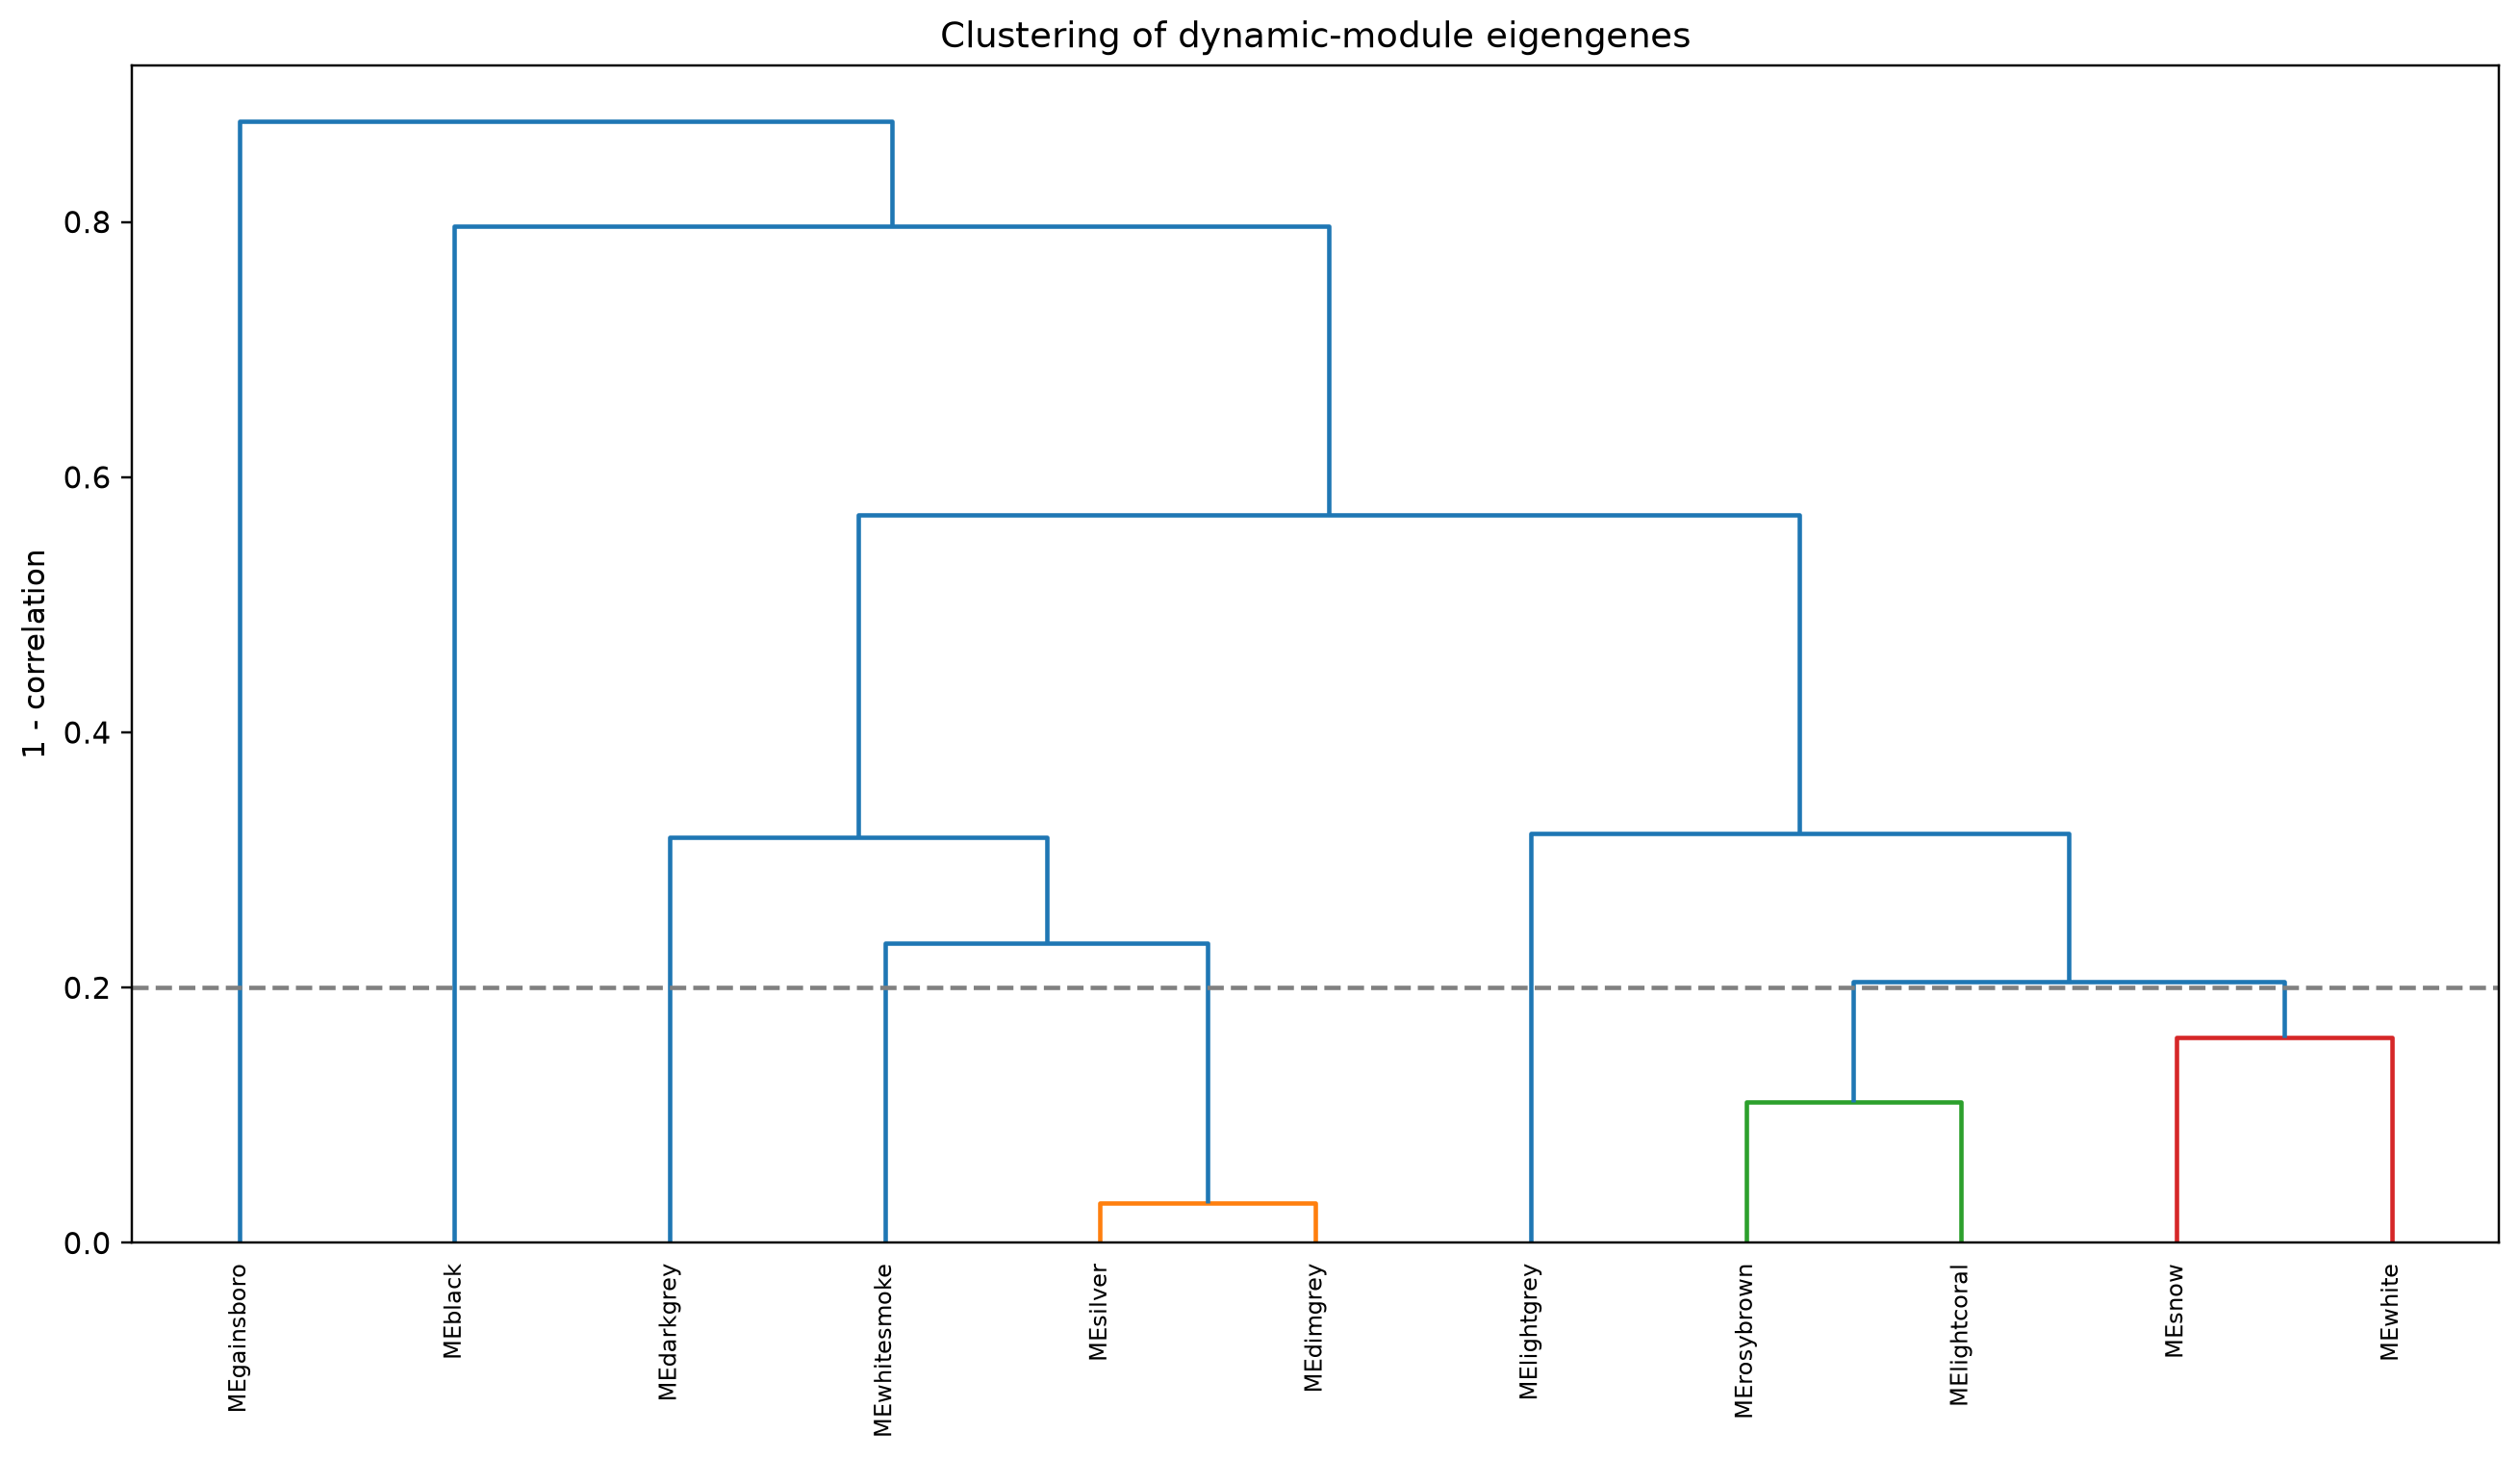 Clustering of dynamic-module eigengenes
1 - correlation
0.8
0.6
0.4
0.2
0.0
MEgainsboro
MEblack
MEdarkgrey
MEwhitesmoke
MEsilver
MEdimgrey
MElightgrey
MErosybrown
MElightcoral
MEsnow
MEwhite